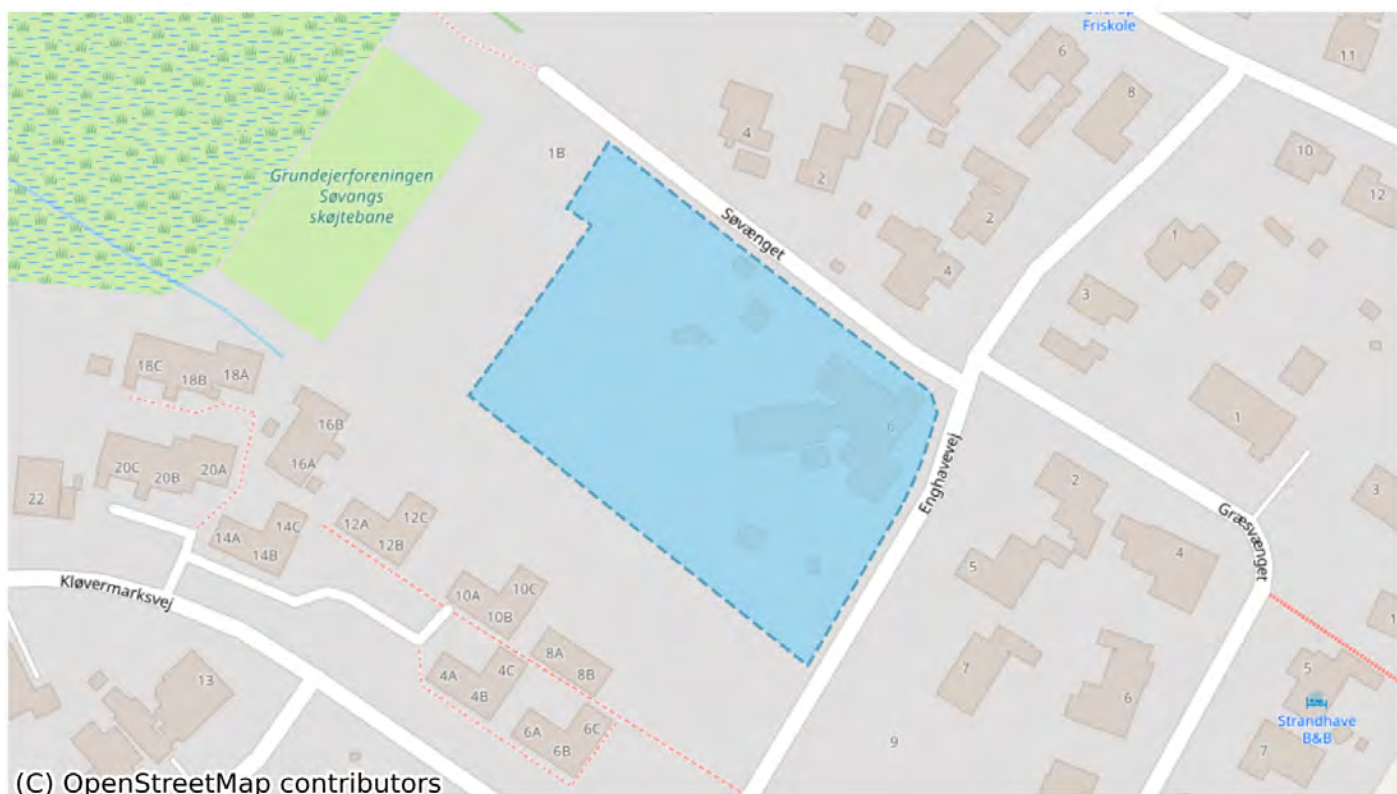 Friskole
6
11
8
4
1B
2
10
Grundejerforeningen
Søvangs
skøjtebane
12
2
Søvænget
1
4
3
18C
18B
18A
1
16B
6
Enghavevej
20C
20B
20A
16A
2
3
22
12A
12C
14C
Græsvænget
14A
12B
14B
5
4
Kløvermarksvej
10A
10C
10B
8A
4A
4C
8B
7
5
13
4B
6
6A
6C
Strandhave
B&B
6B
9
7
(C) OpenStreetMap contributors